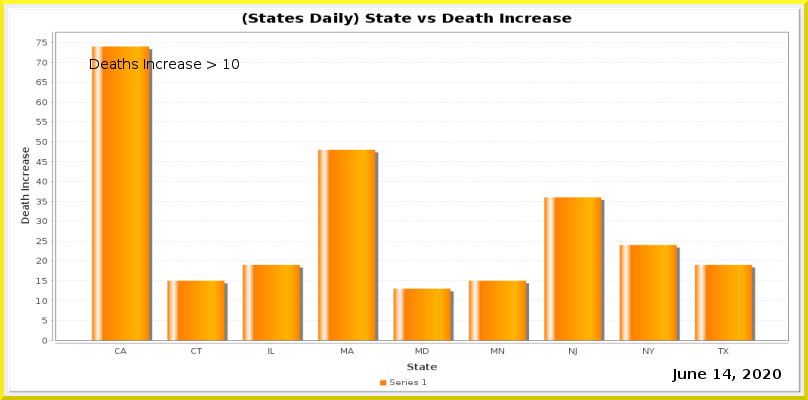 (States Daily) State vs Death Increase
Deaths Increase > 10
Death Increase
75
70
65
60
55
50
45
40
35
30
25
20
15
10
5
0
CA CT IL MA MD MN NJ NY TX
State
Series 1
June 14, 2020